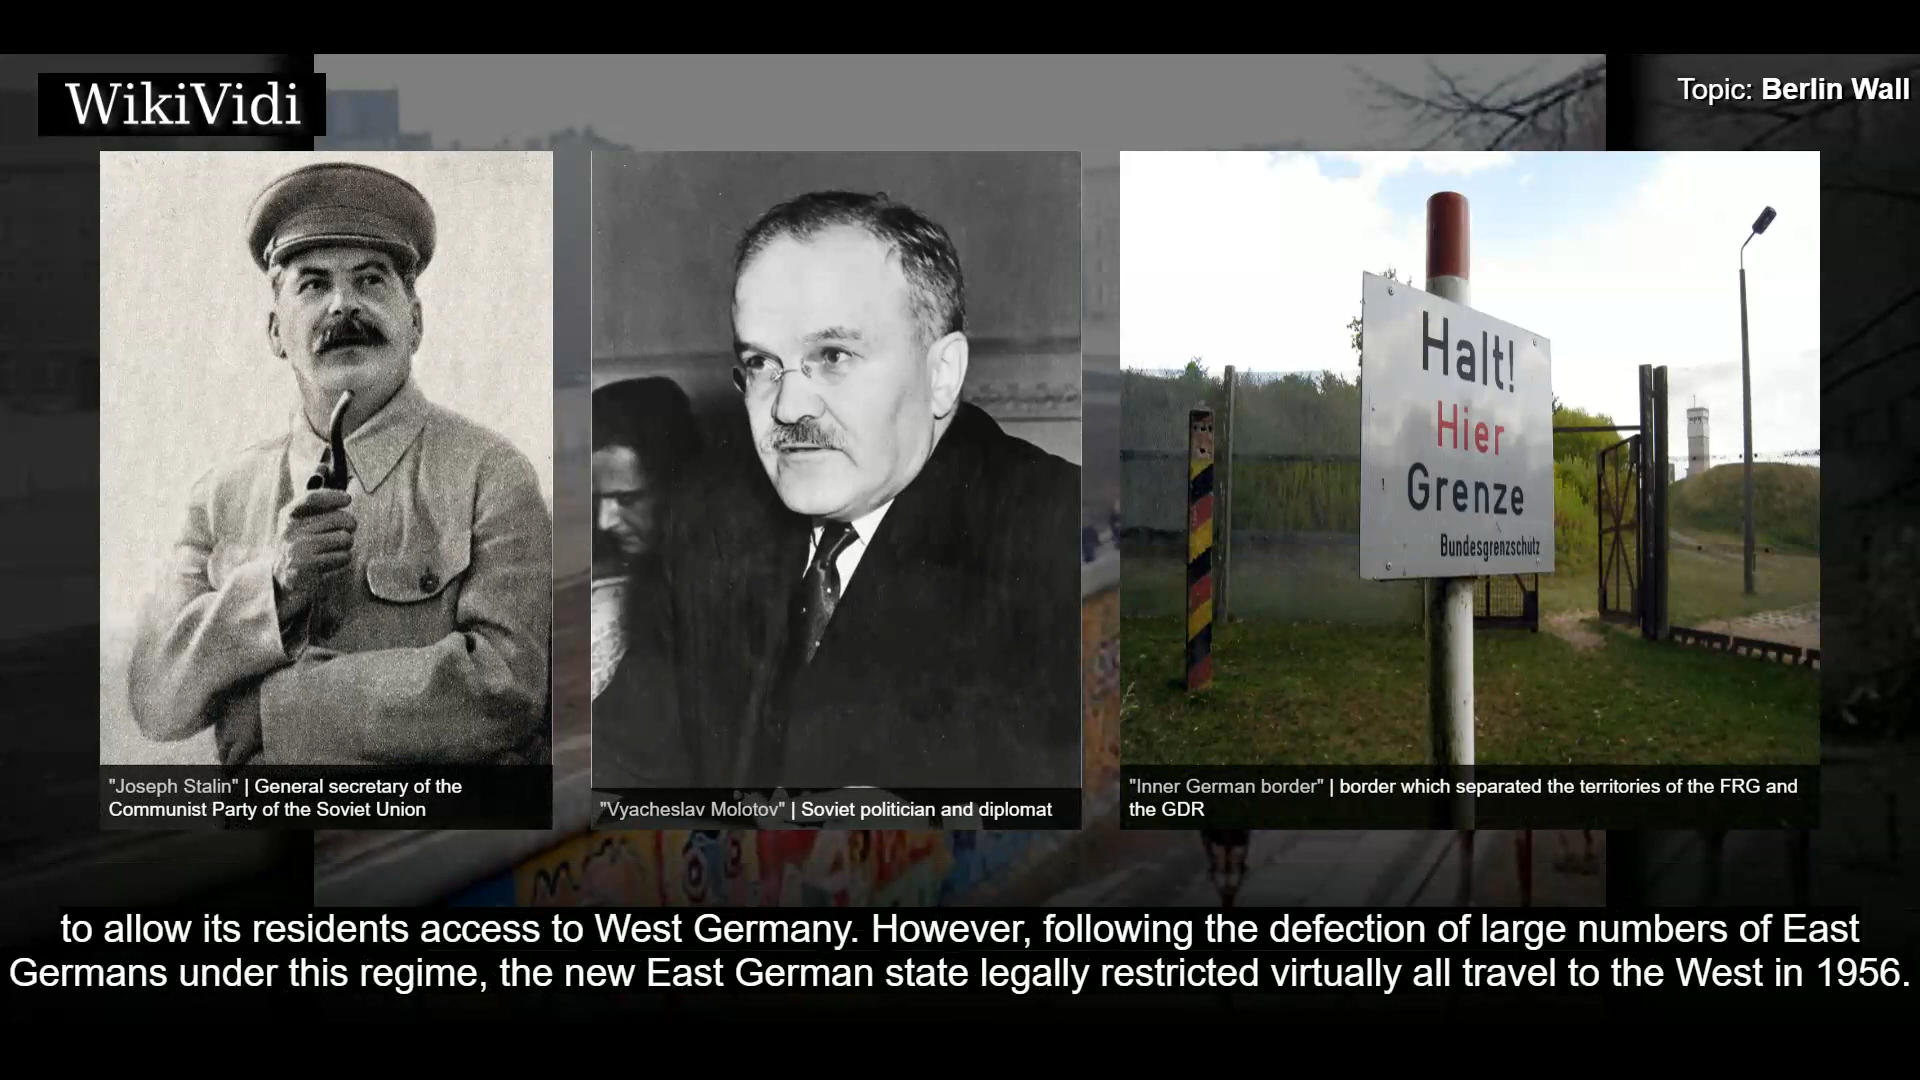 WikiVidi
Topic: Berlin Wall
Halt!
Hier
Grenze
Bundesgrenzschutz
"Joseph Stalin" | General secretary of the
Communist Party of the Soviet Union
"Vyacheslav Molotov" | Soviet politician and diplomat
"Inner German border" | border which separated the territories of the FRG and
the GDR
to allow its residents access to West Germany. However, following the defection of large numbers of East
Germans under this regime, the new East German state legally restricted virtually all travel to the West in 1956.